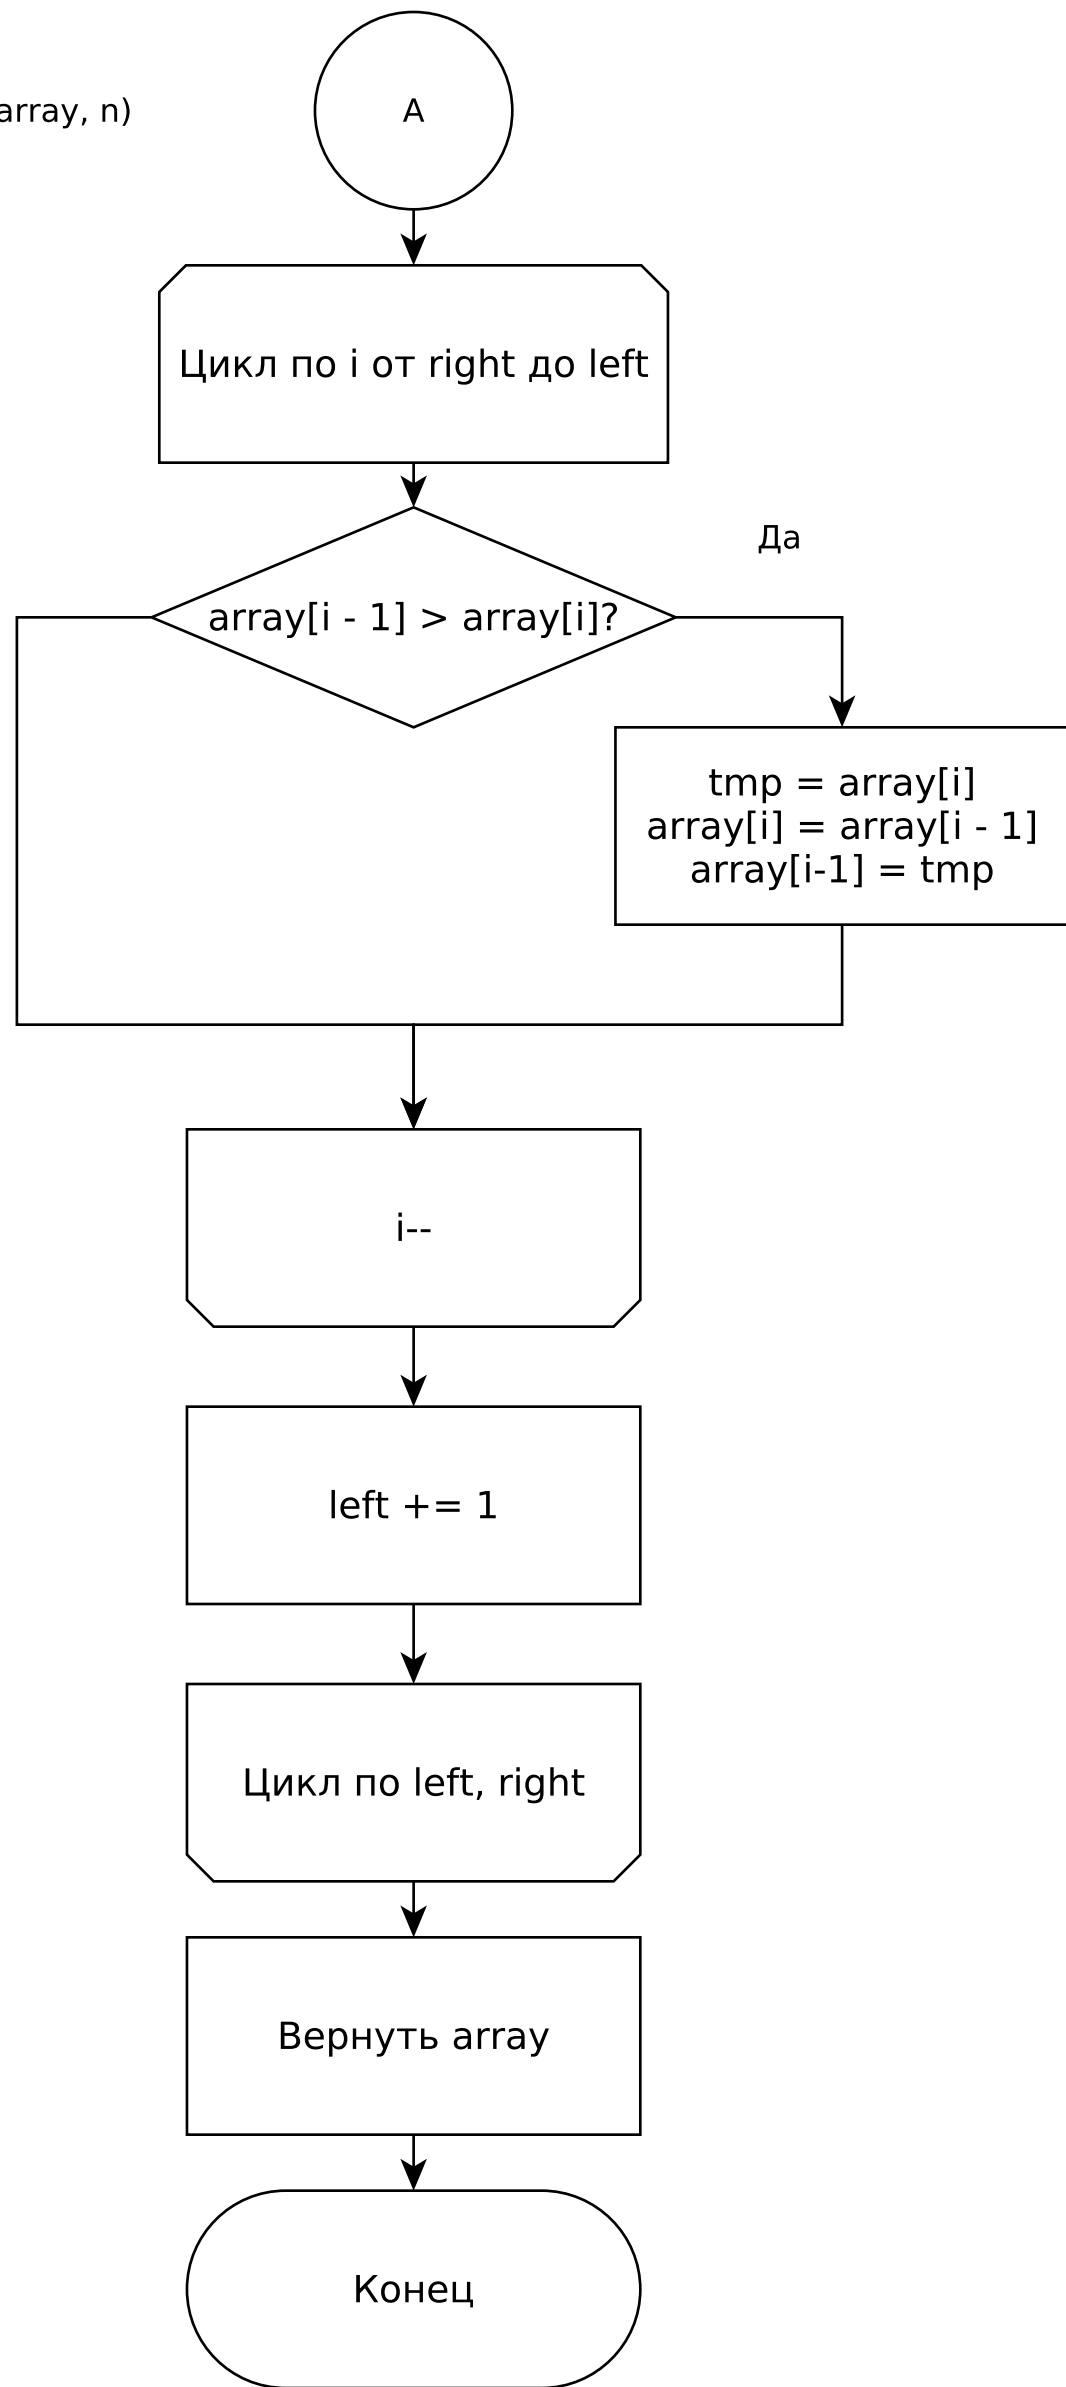 array, n)
A
Цикл по i от right до left
Да
array[i - 1] > array[i]?
tmp = array[i]
array[i] = array[i - 1]
array[i-1] = tmp
i--
left += 1
Цикл по left, right
Вернуть array
Конец